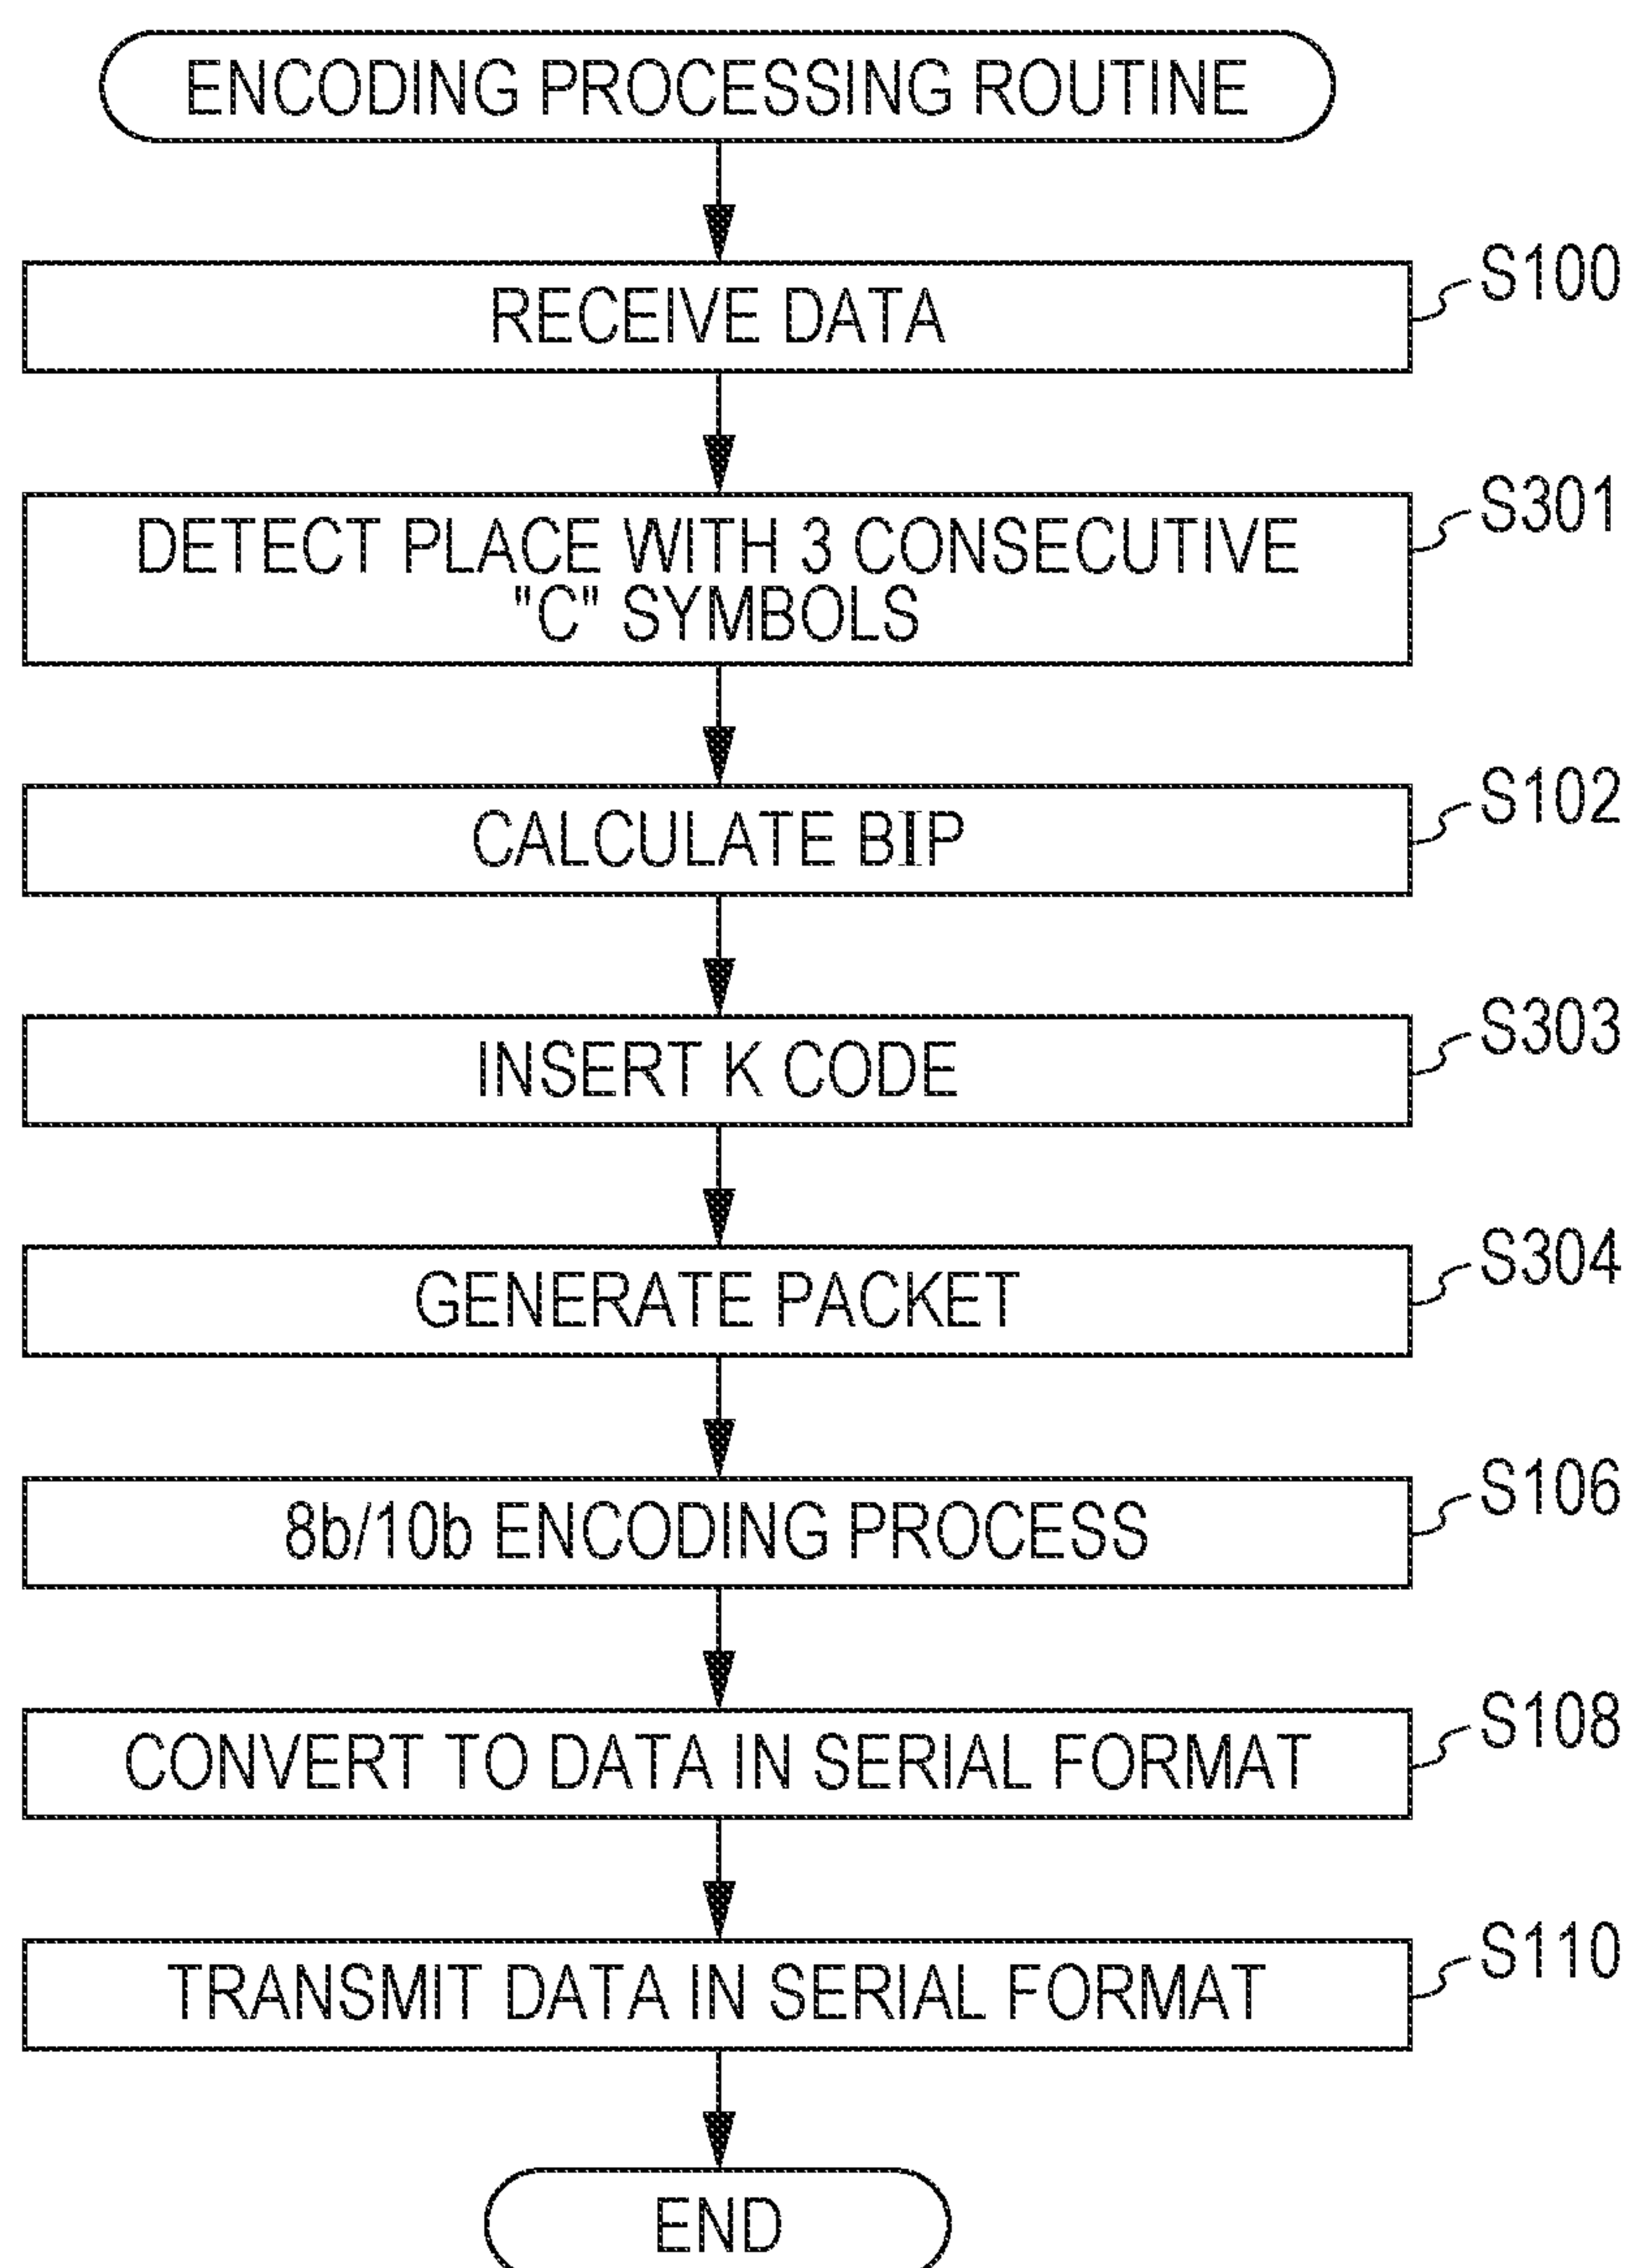 ENCODING PROCESSING ROUTINE
RECEIVE DATA
S100
DETECT PLACE WITH 3 CONSECUTIVE
"C" SYMBOLS
S301
CALCULATE BIP
S102
INSERT K CODE
S303
GENERATE PACKET
S304
8b/10b ENCODING PROCESS
S106
CONVERT TO DATA IN SERIAL FORMAT
S108
TRANSMIT DATA IN SERIAL FORMAT
S110
END